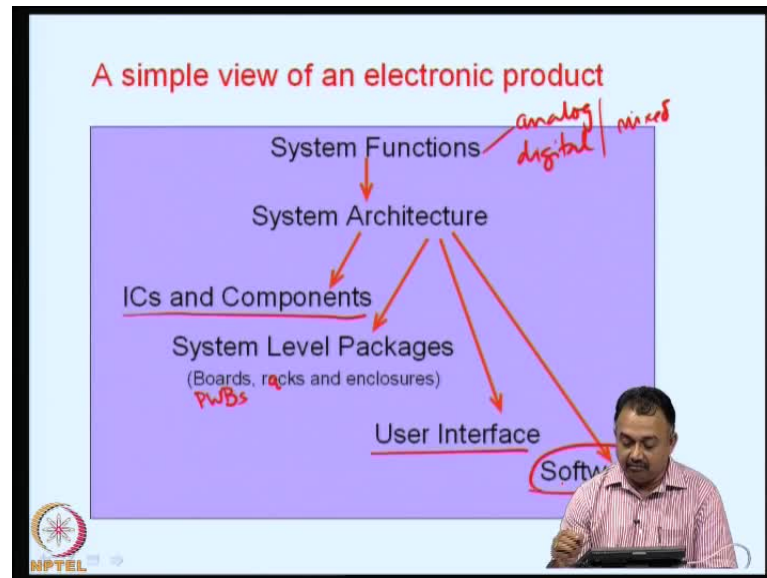 A simple view of an electronic product
System Functions
analog
digital / mixed
System Architecture
ICs and Components
System Level Packages
(Boards, racks and enclosures)
PWBs
User Interface
Softw
NPTEL